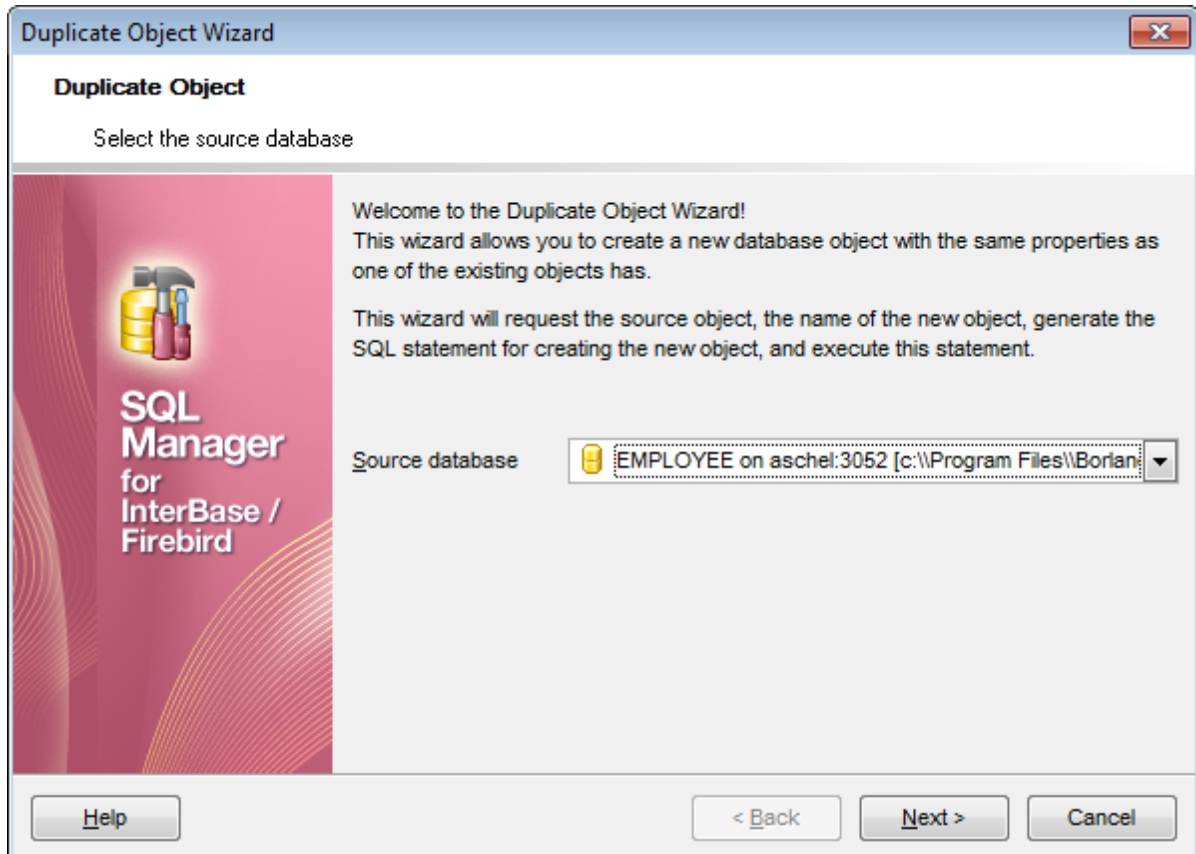 Duplicate Object Wizard
Duplicate Object
Select the source database
Welcome to the Duplicate Object Wizard!
This wizard allows you to create a new database object with the same properties as
one of the existing objects has.
This wizard will request the source object, the name of the new object, generate the
SQL statement for creating the new object, and execute this statement.
SQL
Manager
for
InterBase /
Firebird
Source database
EMPLOYEE on aschel:3052 [c:\\Program Files\\Borlan
Help
< Back
Next >
Cancel